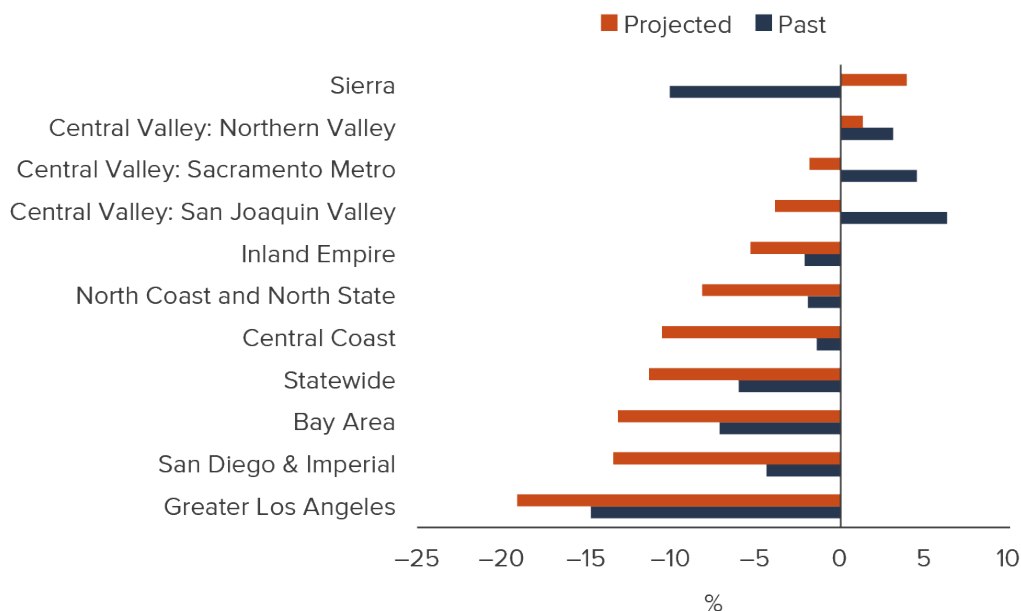 Projected Past
Sierra
Central Valley: Northern Valley
Central Valley: Sacramento Metro
Central Valley: San Joaquin Valley
Inland Empire
North Coast and North State
Central Coast
Statewide
Bay Area
San Diego & Imperial
Greater Los Angeles
–25 –20 –15 –10 –5 0 5 10
%